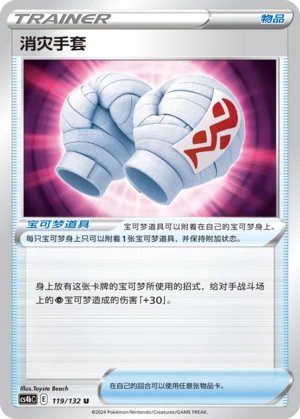 TRAINER
物品
消灾手套
宝可梦道具
宝可梦道具可以附着在自己的宝可梦身上。
每只宝可梦身上只可以附着1张宝可梦道具,并保持附加状态。
身上放有这张卡牌的宝可梦所使用的招式,给对手战斗场
上的宝可梦造成的伤害「+30」。
Illus.Teyste Beach
CS4bC E 119/132 U
在自己的回合可以使用任意张物品卡。
©2024 Pokémon/Nintendo/Creatures/GAME FREAK.